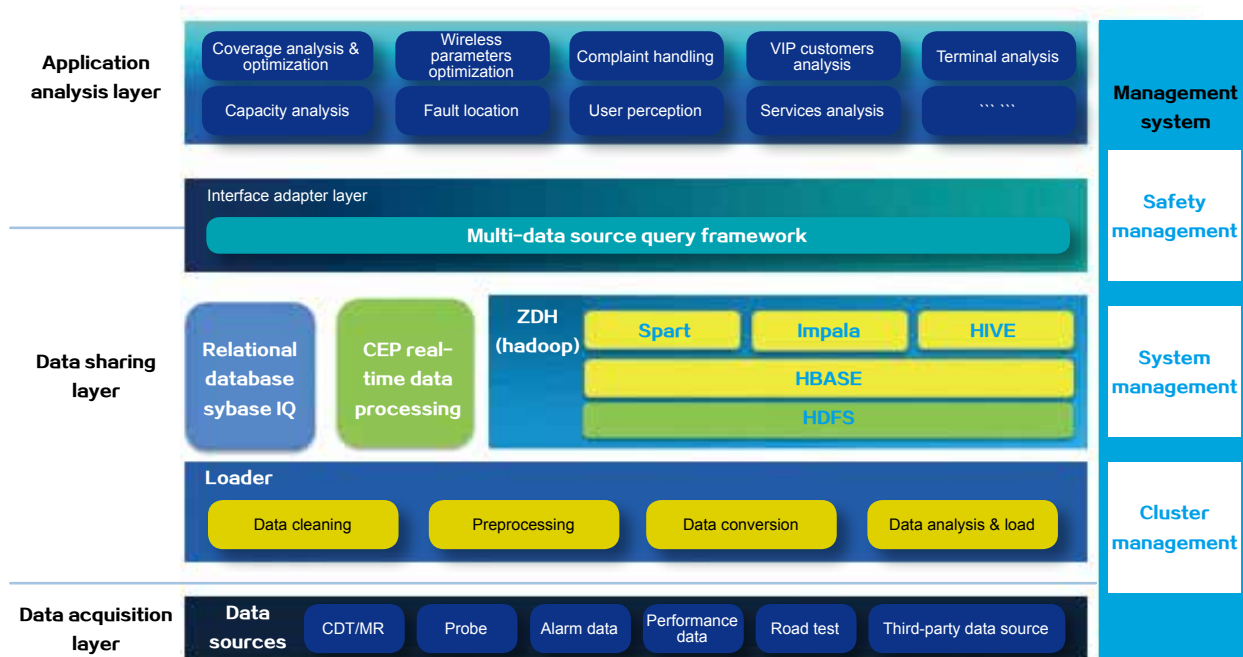 Application
analysis layer
Coverage analysis &
optimization
Wireless
parameters
optimization
Complaint handling
VIP customers
analysis
Terminal analysis
Capacity analysis
Fault location
User perception
Services analysis
``` ```
Interface adapter layer
Multi-data source query framework
Data sharing
layer
Relational
database
sybase IQ
CEP real-
time data
processing
ZDH
(hadoop)
Spart
Impala
HIVE
HBASE
HDFS
Loader
Data cleaning
Preprocessing
Data conversion
Data analysis & load
Data acquisition
layer
Data
sources
CDT/MR
Probe
Alarm data
Performance
data
Road test
Third-party data source
Management
system
Safety
management
System
management
Cluster
management